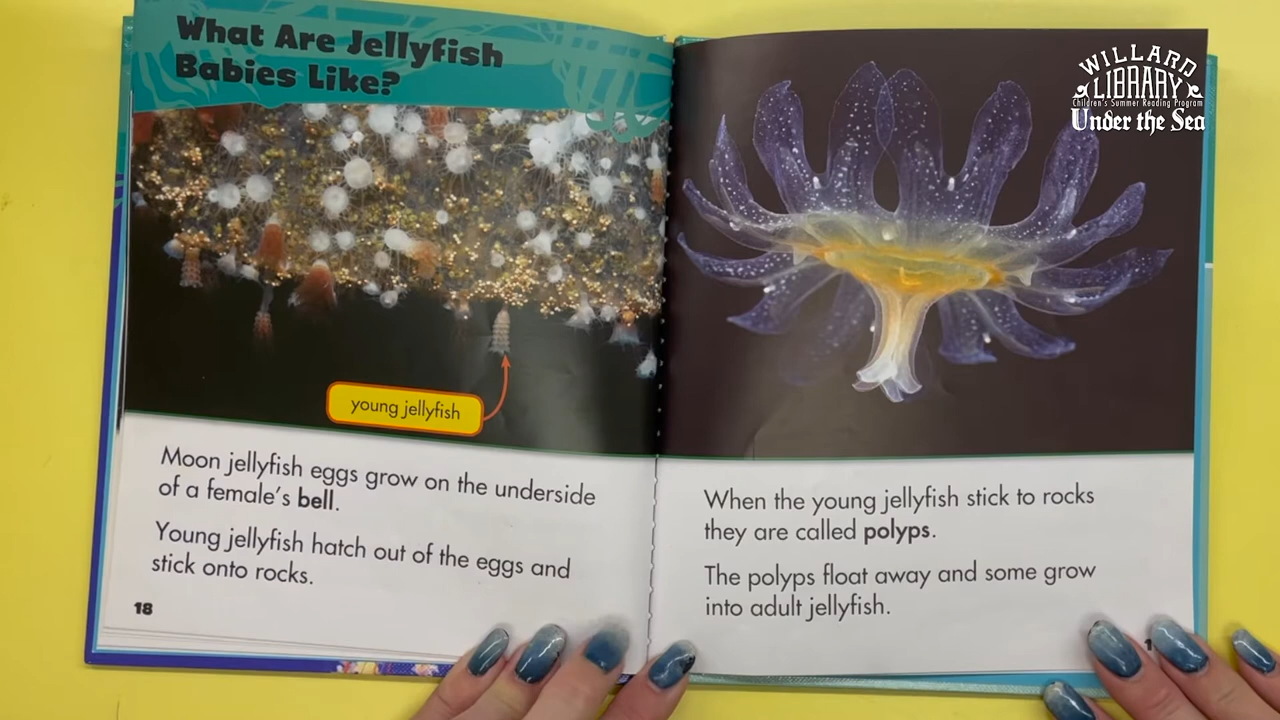 What Are Jellyfish
Babies Like?
young jellyfish
Moon jellyfish eggs grow on the underside
of a female's bell.
Young jellyfish hatch out of the eggs and
stick onto rocks.
18
WILLARD
LIBRARY
Children's Summer Reading Program
Under the Sea
When the young jellyfish stick to rocks
they are called polyps.
The polyps float away and some grow
into adult jellyfish.